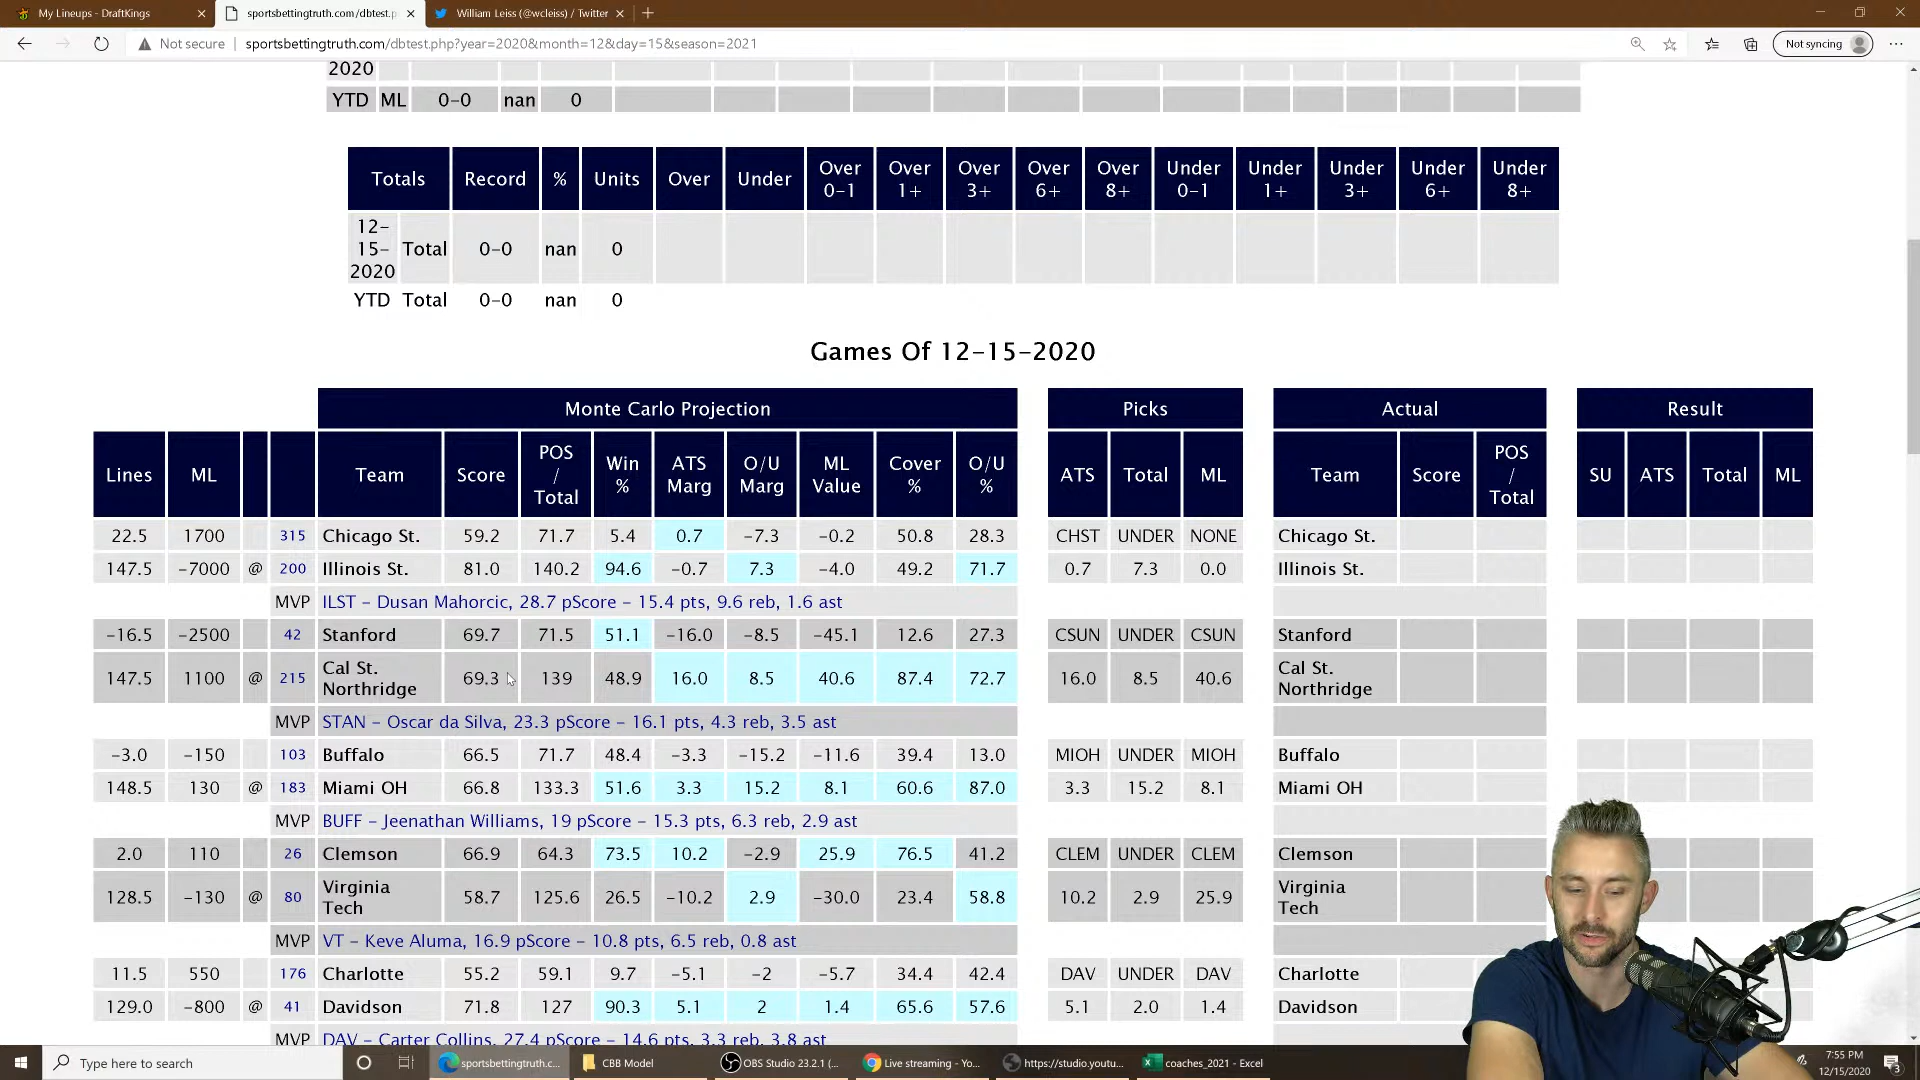 My Lineups - DraftKings
sportsbettingtruth.com/dbtest.p
William Leiss (@wcleiss) / Twitter
Not secure | sportsbettingtruth.com/dbtest.php?year=2020&month=12&day=15&season=2021
Not syncing
2020
YTD ML 0-0 nan 0
Totals Record % Units Over Under Over 0-1 Over 1+ Over 3+ Over 6+ Over 8+ Under 0-1 Under 1+ Under 3+ Under 6+ Under 8+
12-15-2020 Total 0-0 nan 0
YTD Total 0-0 nan 0
Games Of 12-15-2020
Monte Carlo Projection Picks Actual Result
Lines ML Team Score POS / Total Win % ATS Marg O/U Marg ML Value Cover % O/U % ATS Total ML Team Score POS / Total SU ATS Total ML
22.5 1700 315 Chicago St. 59.2 71.7 5.4 0.7 -7.3 -0.2 50.8 28.3 CHST UNDER NONE Chicago St.
147.5 -7000 @ 200 Illinois St. 81.0 140.2 94.6 -0.7 7.3 -4.0 49.2 71.7 0.7 7.3 0.0 Illinois St.
MVP ILST - Dusan Mahorcic, 28.7 pScore - 15.4 pts, 9.6 reb, 1.6 ast
-16.5 -2500 42 Stanford 69.7 71.5 51.1 -16.0 -8.5 -45.1 12.6 27.3 CSUN UNDER CSUN Stanford
147.5 1100 @ 215 Cal St. Northridge 69.3 139 48.9 16.0 8.5 40.6 87.4 72.7 16.0 8.5 40.6 Cal St. Northridge
MVP STAN - Oscar da Silva, 23.3 pScore - 16.1 pts, 4.3 reb, 3.5 ast
-3.0 -150 103 Buffalo 66.5 71.7 48.4 -3.3 -15.2 -11.6 39.4 13.0 MIOH UNDER MIOH Buffalo
148.5 130 @ 183 Miami OH 66.8 133.3 51.6 3.3 15.2 8.1 60.6 87.0 3.3 15.2 8.1 Miami OH
MVP BUFF - Jeenathan Williams, 19 pScore - 15.3 pts, 6.3 reb, 2.9 ast
2.0 110 26 Clemson 66.9 64.3 73.5 10.2 -2.9 25.9 76.5 41.2 CLEM UNDER CLEM Clemson
128.5 -130 @ 80 Virginia Tech 58.7 125.6 26.5 -10.2 2.9 -30.0 23.4 58.8 10.2 2.9 25.9 Virginia Tech
MVP VT - Keve Aluma, 16.9 pScore - 10.8 pts, 6.5 reb, 0.8 ast
11.5 550 176 Charlotte 55.2 59.1 9.7 -5.1 -2 -5.7 34.4 42.4 DAV UNDER DAV Charlotte
129.0 -800 @ 41 Davidson 71.8 127 90.3 5.1 2 1.4 65.6 57.6 5.1 2.0 1.4 Davidson
MVP DAV - Carter Collins, 27.4 pScore - 14.6 pts, 3.3 reb, 3.8 ast
Type here to search
sportsbettingtruth.c...
CBB Model
OBS Studio 23.2.1 (...
Live streaming - Yo...
https://studio.youtu...
coaches_2021 - Excel
7:55 PM
12/15/2020
3